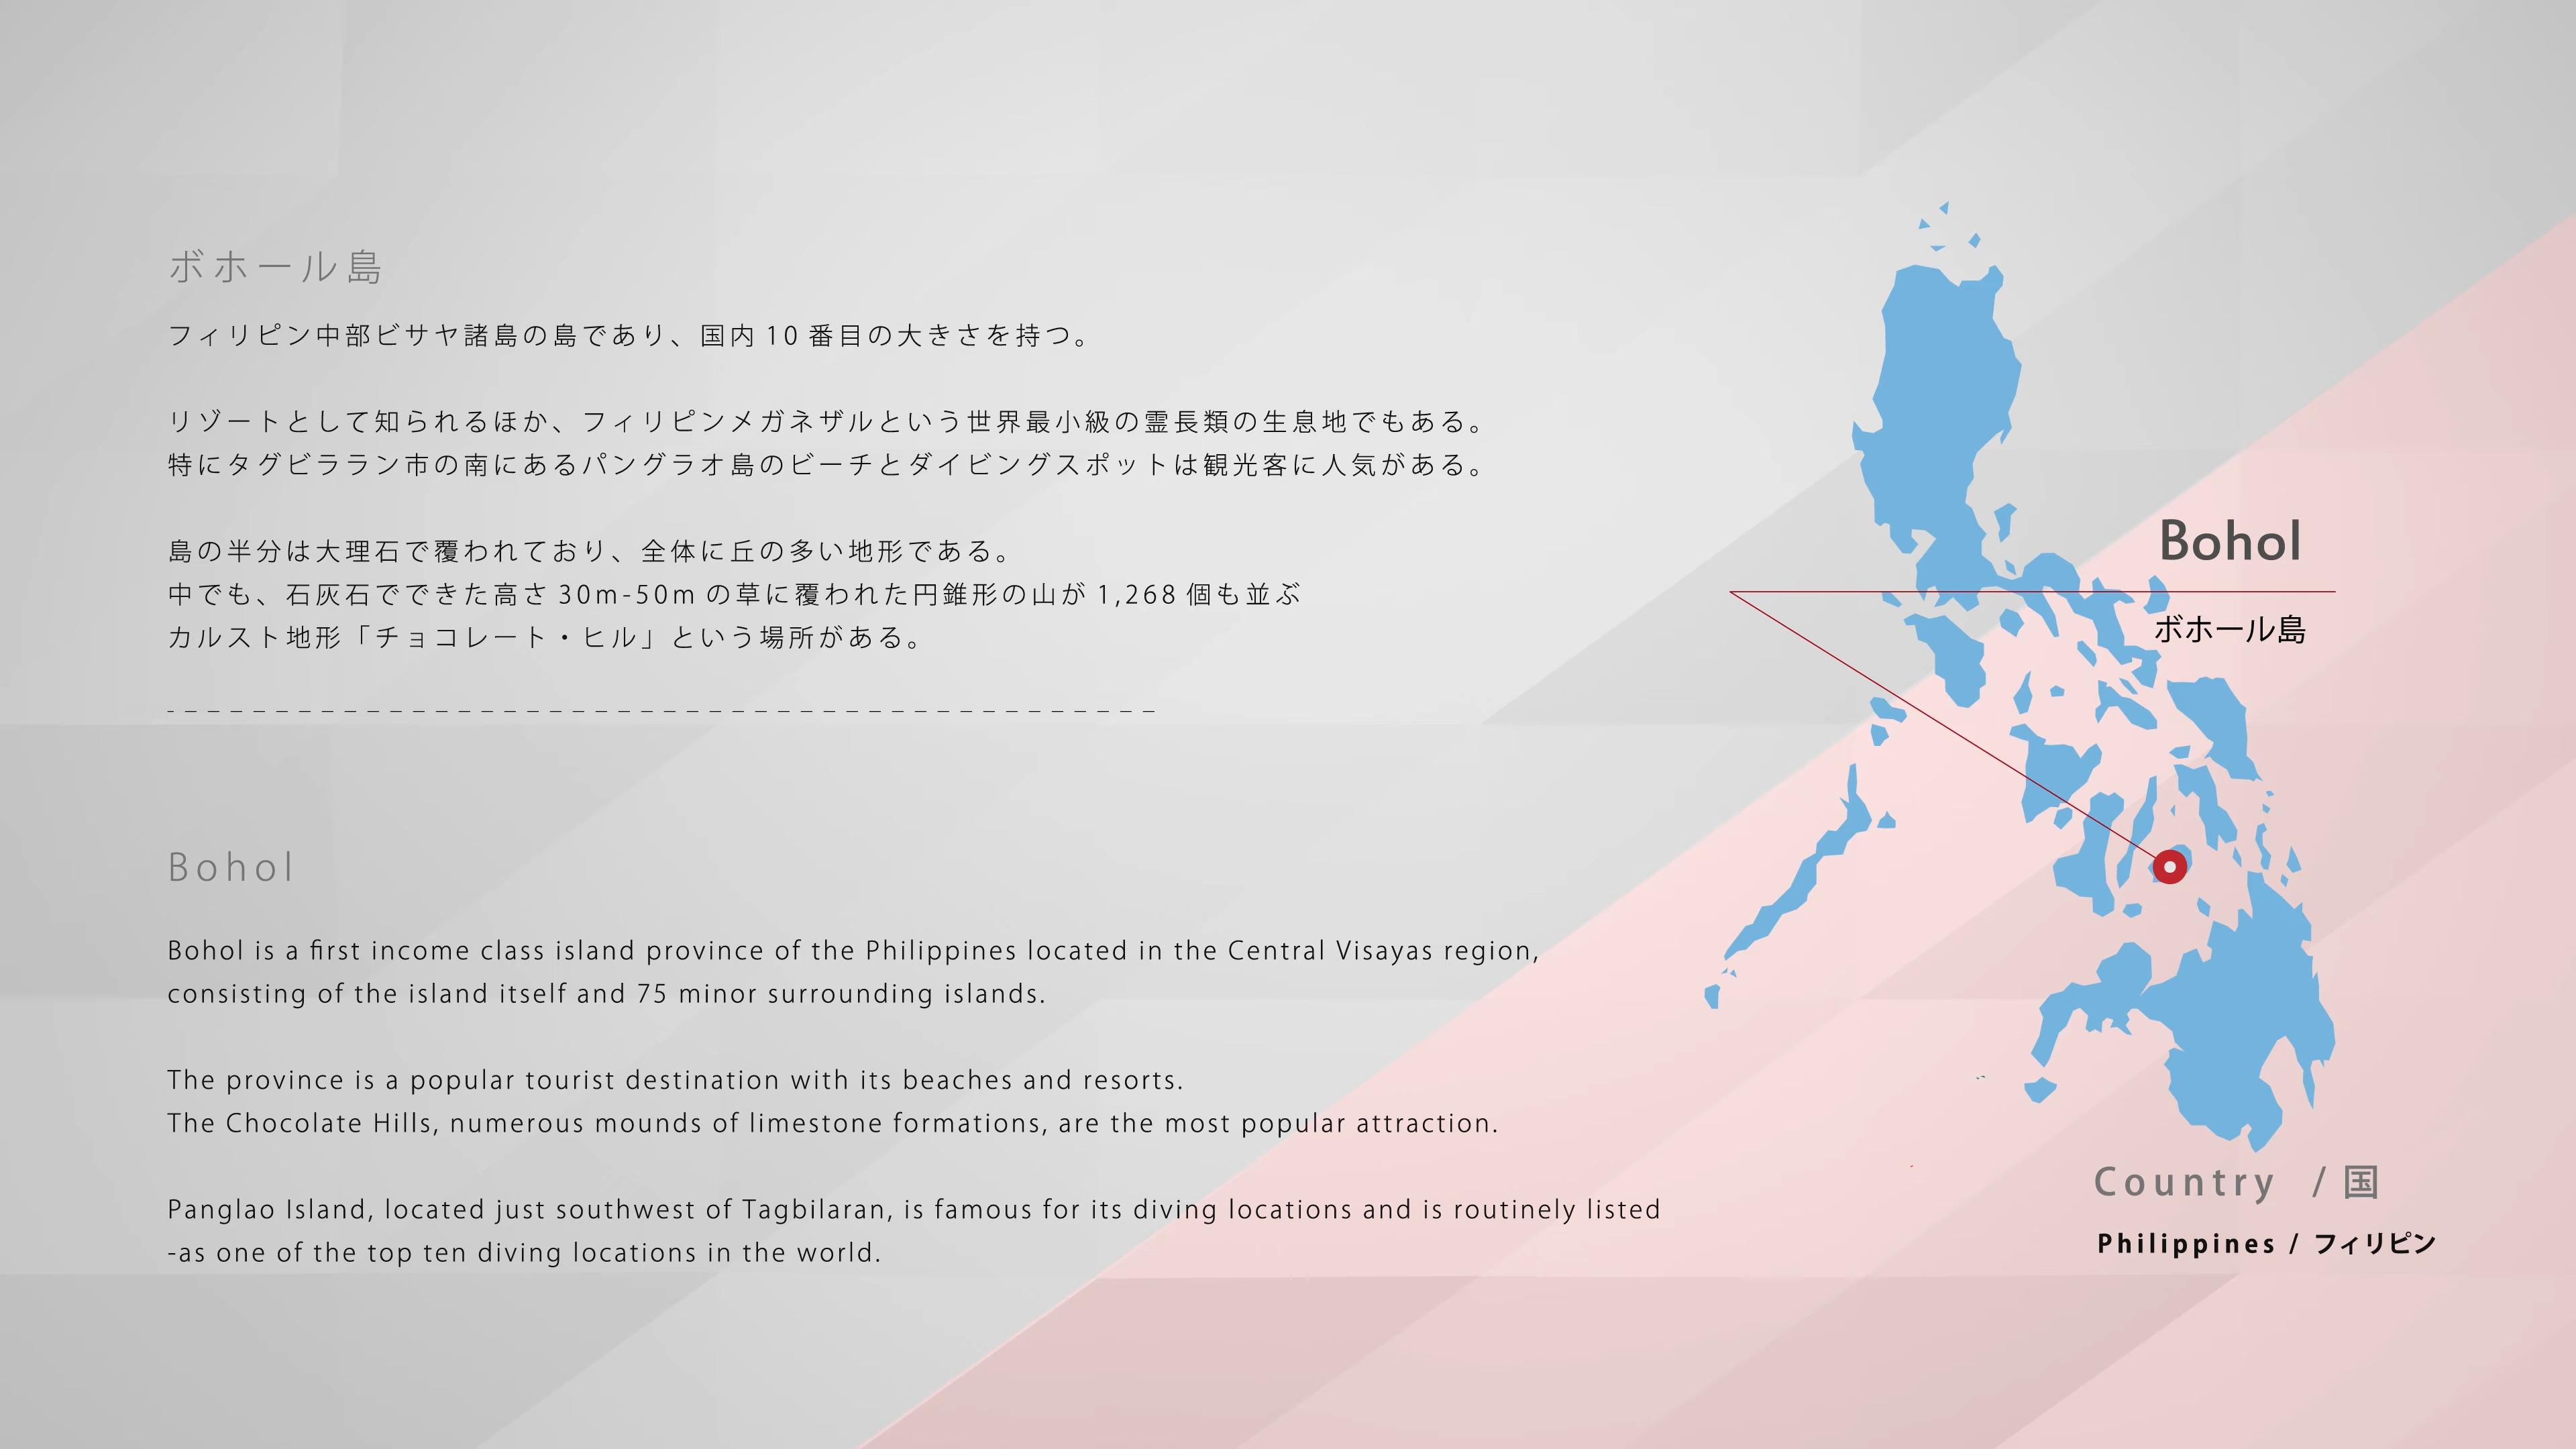 ボホール島
フィリピン中部ビサヤ諸島の島であり、国内 10 番目の大きさを持つ。
リゾートとして知られるほか、フィリピンメガネザルという世界最小級の霊長類の生息地でもある。
特にタグビララン市の南にあるパングラオ島のビーチとダイビングスポットは観光客に人気がある。
島の半分は大理石で覆われており、全体に丘の多い地形である。
中でも、石灰石でできた高さ 30m-50m の草に覆われた円錐形の山が 1,268 個も並ぶ
カルスト地形「チョコレート・ヒル」という場所がある。
Bohol
Bohol is a first income class island province of the Philippines located in the Central Visayas region,
consisting of the island itself and 75 minor surrounding islands.
The province is a popular tourist destination with its beaches and resorts.
The Chocolate Hills, numerous mounds of limestone formations, are the most popular attraction.
Panglao Island, located just southwest of Tagbilaran, is famous for its diving locations and is routinely listed
-as one of the top ten diving locations in the world.
Bohol
ボホール島
Country / 国
Philippines / フィリピン